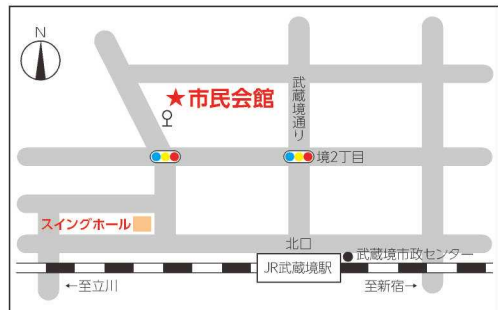 N
★市民会館
武蔵境通り
境2丁目
スイングホール
北口
武蔵境市政センター
JR武蔵境駅
←至立川
至新宿→